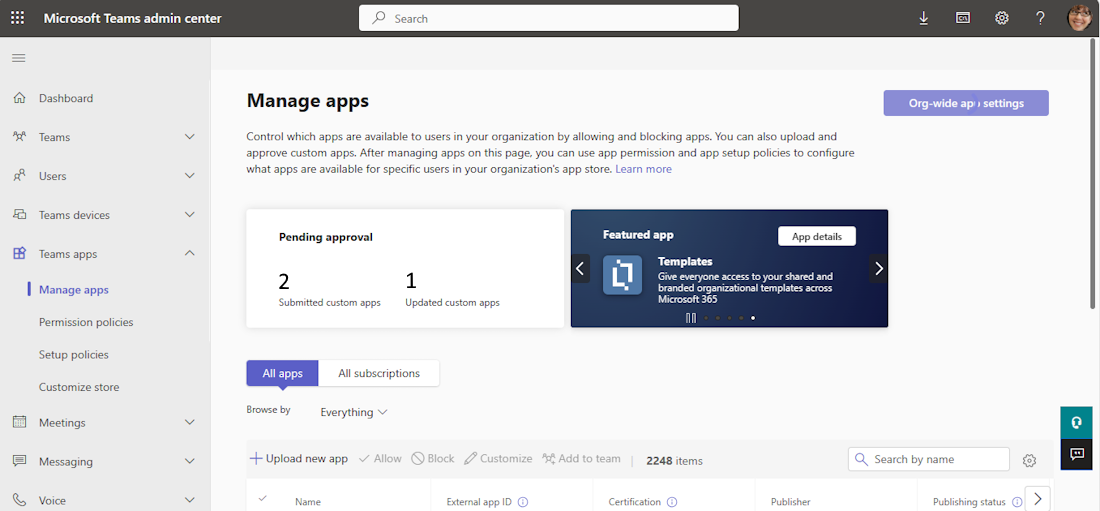 Microsoft Teams admin center
Search
Dashboard
Teams
Users
Teams devices
Teams apps
Manage apps
Permission policies
Setup policies
Customize store
Meetings
Messaging
Voice
Manage apps
Org-wide app settings
Control which apps are available to users in your organization by allowing and blocking apps. You can also upload and
approve custom apps. After managing apps on this page, you can use app permission and app setup policies to configure
what apps are available for specific users in your organization's app store. Learn more
Pending approval
2 1
Submitted custom apps Updated custom apps
Featured app App details
Templates
Give everyone access to your shared and
branded organizational templates across
Microsoft 365
All apps All subscriptions
Browse by Everything
Upload new app Allow Block Customize Add to team 2248 items Search by name
Name External app ID Certification Publisher Publishing status